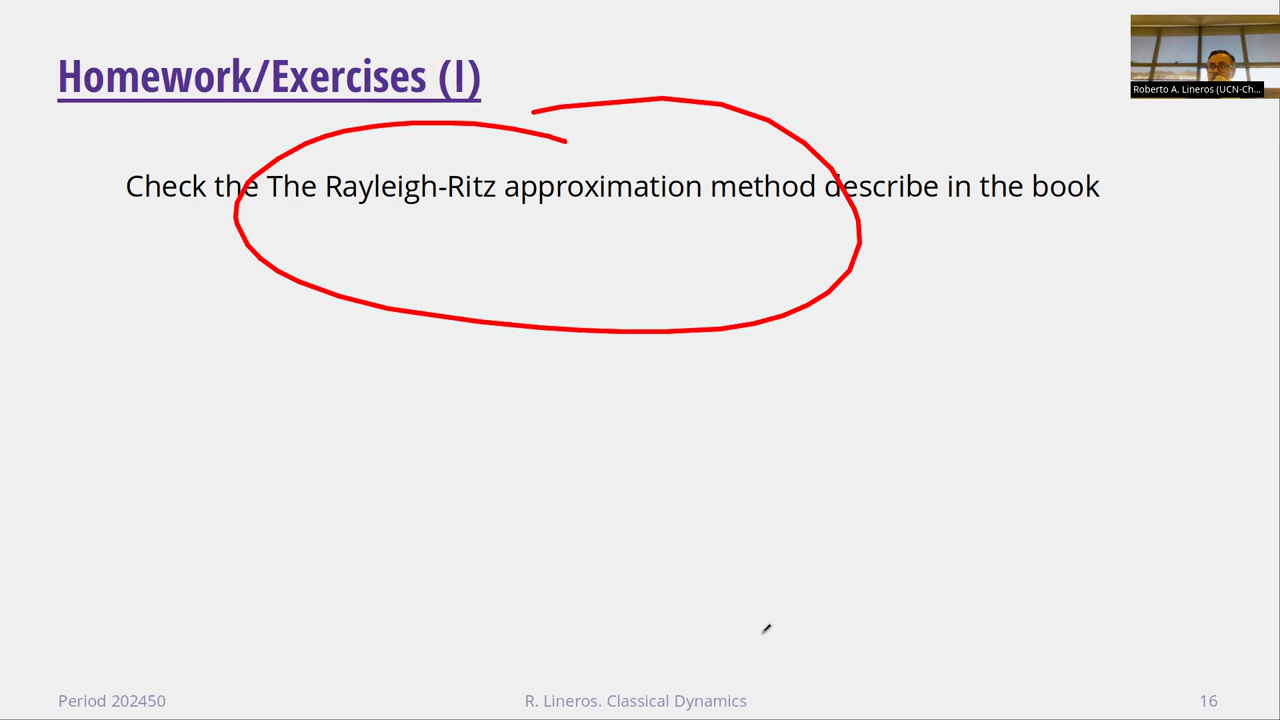 Homework/Exercises (I)
Roberto A. Lineros (UCN-Ch...
Check the The Rayleigh-Ritz approximation method describe in the book
Period 202450
R. Lineros. Classical Dynamics
16